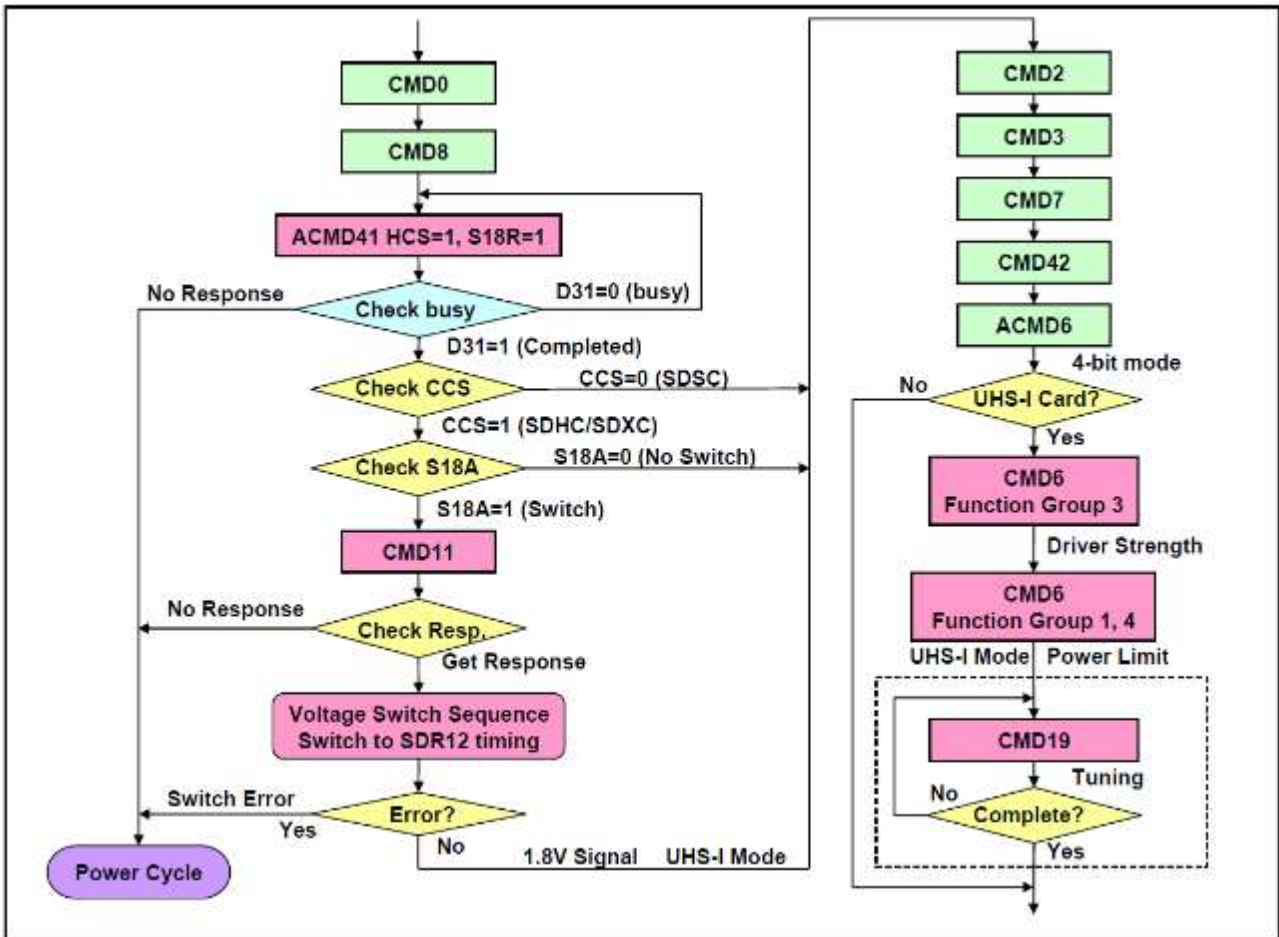 CMD0
CMD8
ACMD41 HCS=1, S18R=1
No Response
Check busy
D31=0 (busy)
D31=1 (Completed)
Check CCS
CCS=0 (SDSC)
CCS=1 (SDHC/SDXC)
Check S18A
S18A=0 (No Switch)
S18A=1 (Switch)
CMD11
No Response
Check Resp.
Get Response
Voltage Switch Sequence
Switch to SDR12 timing
Switch Error
Yes
Error?
No
1.8V Signal
UHS-I Mode
Power Cycle
CMD2
CMD3
CMD7
CMD42
ACMD6
4-bit mode
No
UHS-I Card?
Yes
CMD6
Function Group 3
Driver Strength
CMD6
Function Group 1, 4
UHS-I Mode
Power Limit
CMD19
Tuning
No
Complete?
Yes